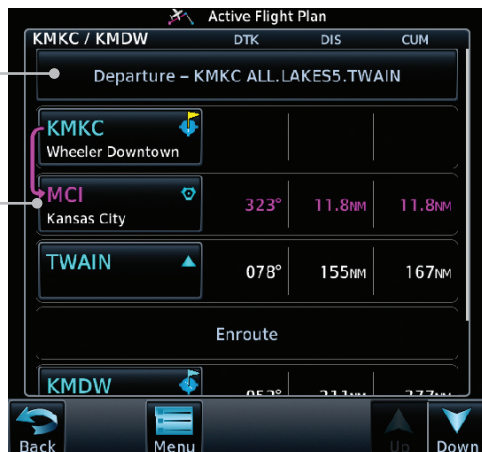 Active Flight Plan
KMKC / KMDW DTK DIS CUM
Departure – KMKC ALL.LAKES5.TWAIN
KMKC
Wheeler Downtown
MCI 323° 11.8NM 11.8NM
Kansas City
TWAIN 078° 155NM 167NM
Enroute
KMDW
Back Menu Up Down